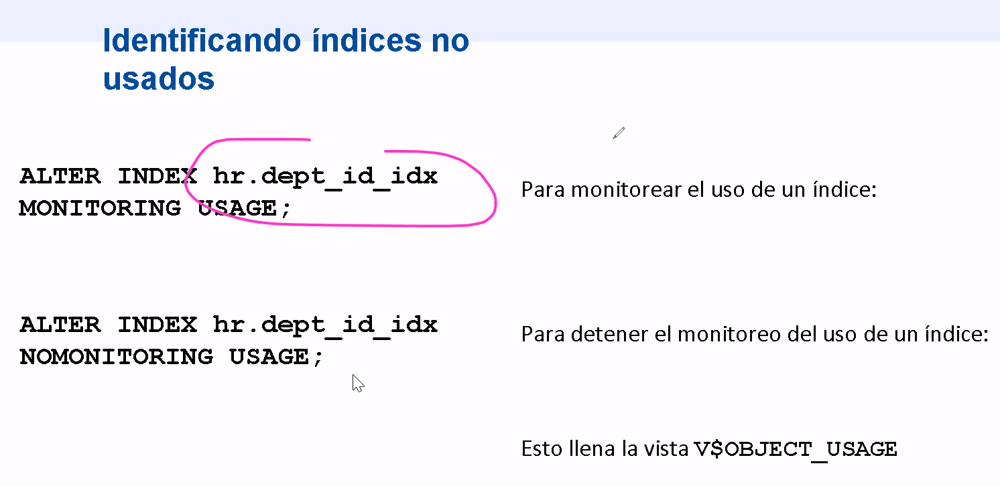 Identificando índices no
usados
ALTER INDEX hr.dept_id_idx
MONITORING USAGE;
Para monitorear el uso de un índice:
ALTER INDEX hr.dept_id_idx
NOMONITORING USAGE;
Para detener el monitoreo del uso de un índice:
Esto llena la vista V$OBJECT_USAGE